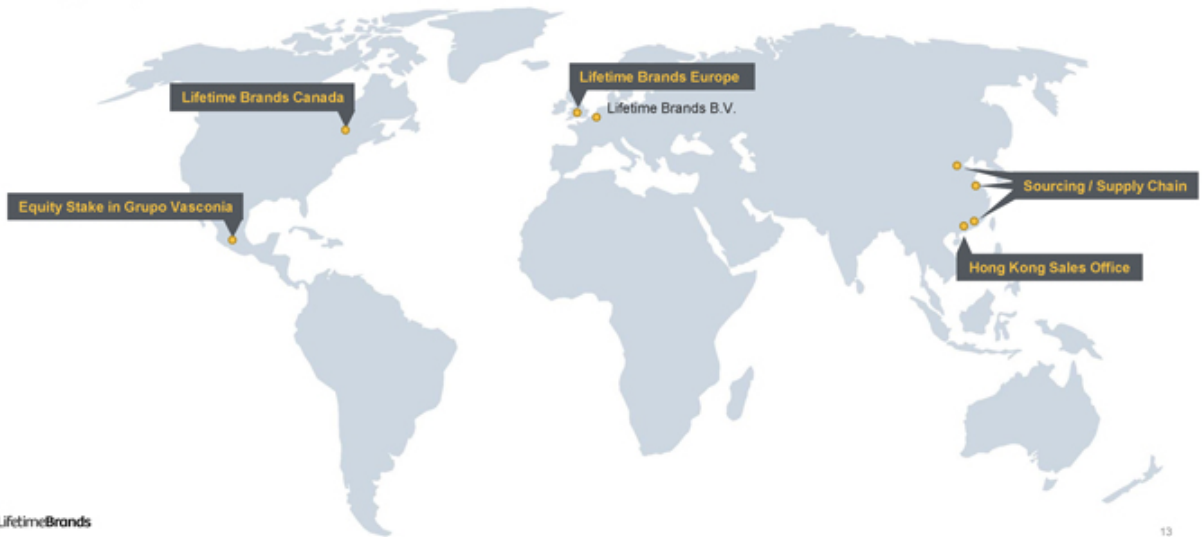 Lifetime Brands Europe
Lifetime Brands Canada
Lifetime Brands B.V.
Sourcing / Supply Chain
Equity Stake in Grupo Vasconia
Hong Kong Sales Office
LifetimeBrands
13